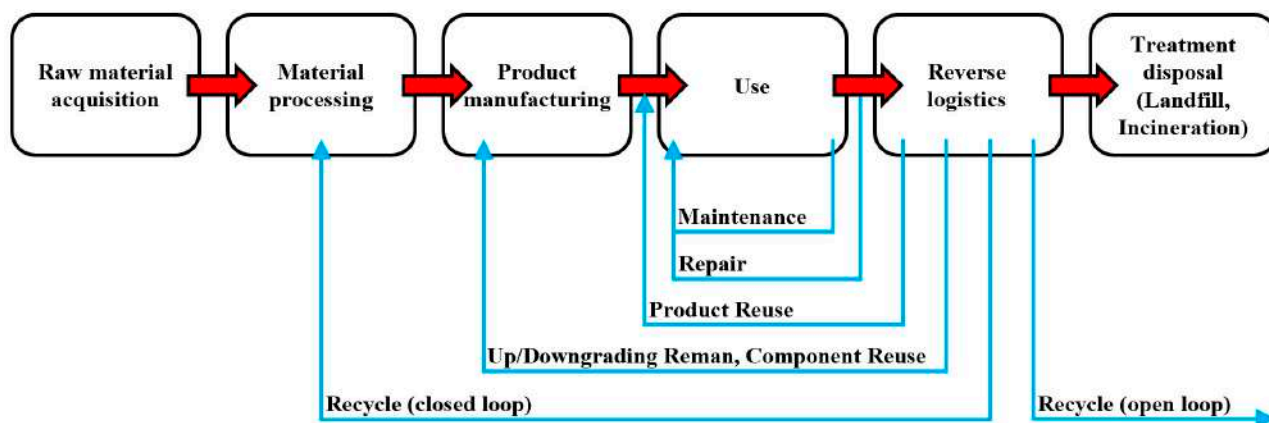 Raw material
acquisition
Material
processing
Product
manufacturing
Use
Reverse
logistics
Treatment
disposal
(Landfill,
Incineration)
Maintenance
Repair
Product Reuse
Up/Downgrading Reman, Component Reuse
Recycle (closed loop)
Recycle (open loop)